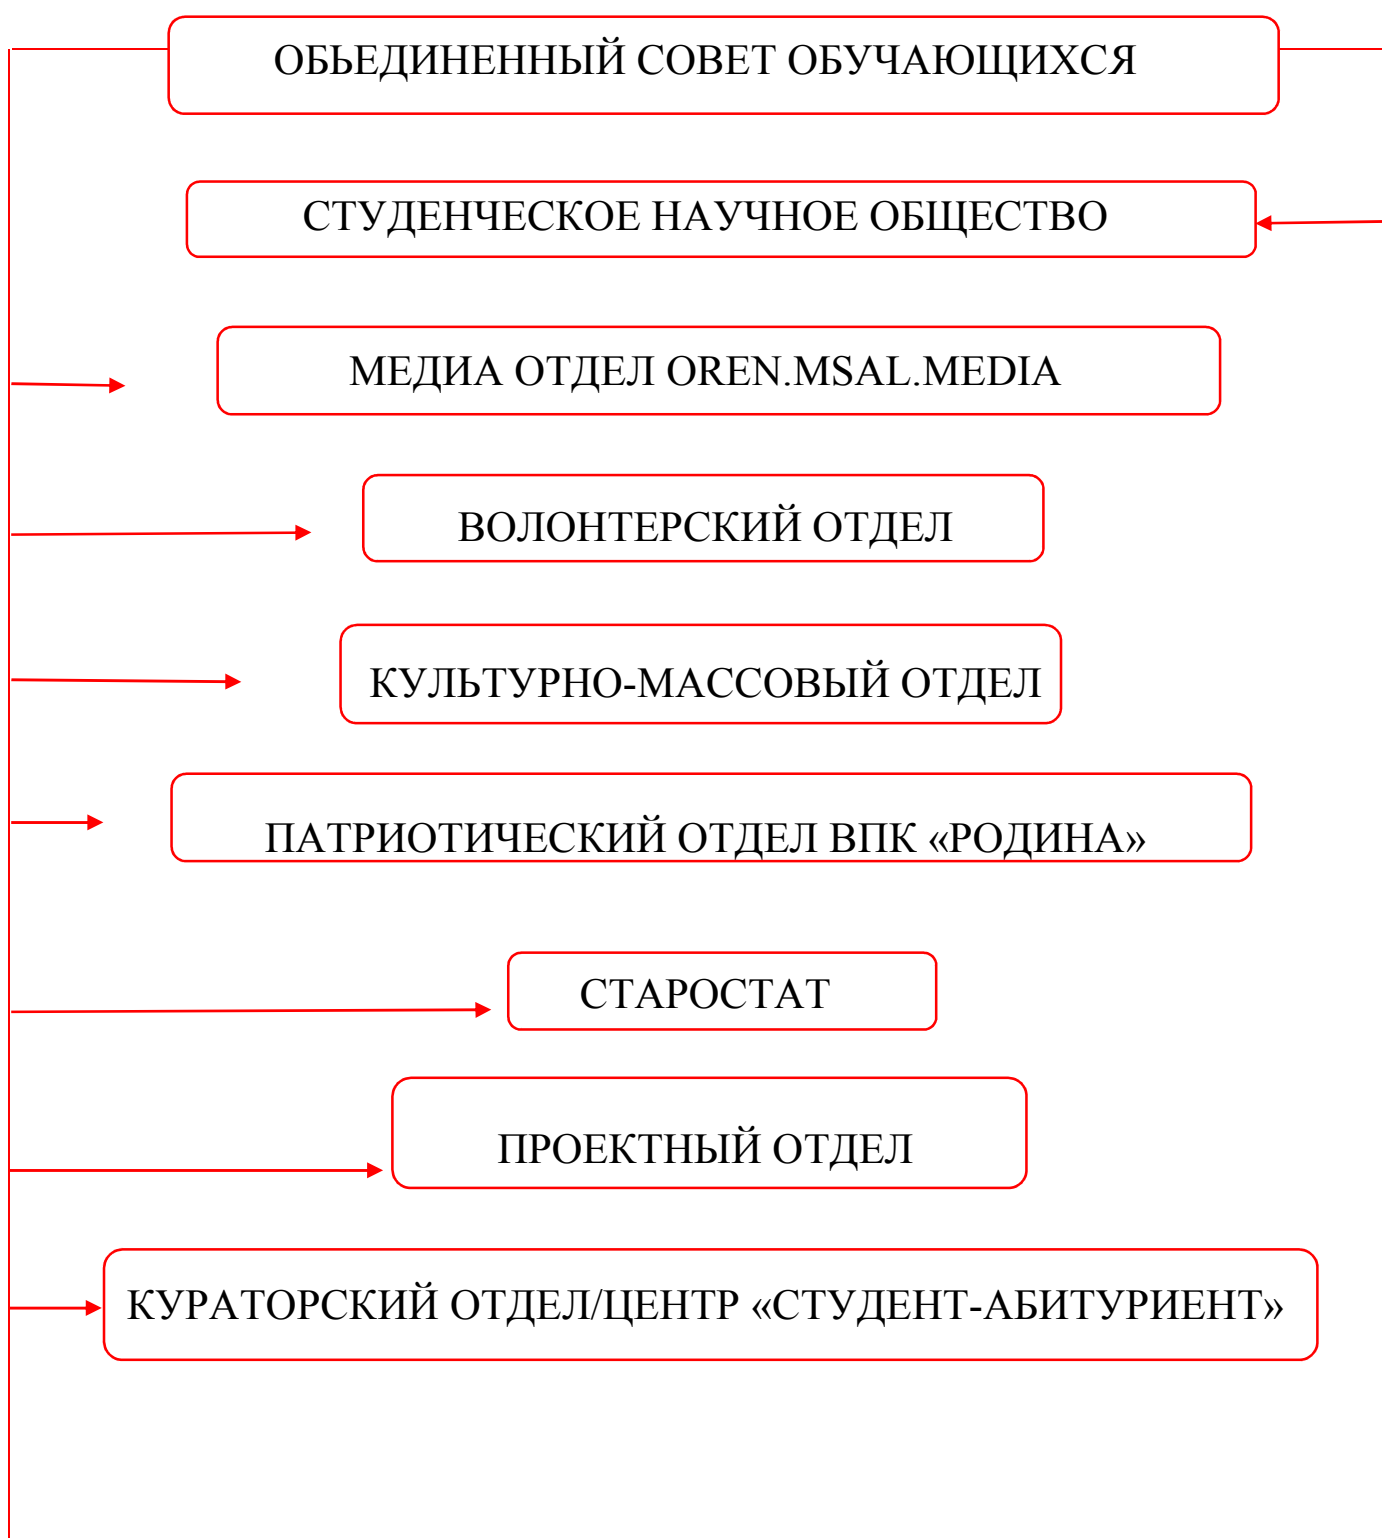 ОБЬЕДИНЕННЫЙ СОВЕТ ОБУЧАЮЩИХСЯ
СТУДЕНЧЕСКОЕ НАУЧНОЕ ОБЩЕСТВО
МЕДИА ОТДЕЛ OREN.MSAL.MEDIA
ВОЛОНТЕРСКИЙ ОТДЕЛ
КУЛЬТУРНО-МАССОВЫЙ ОТДЕЛ
ПАТРИОТИЧЕСКИЙ ОТДЕЛ ВПК «РОДИНА»
СТАРОСТАТ
ПРОЕКТНЫЙ ОТДЕЛ
КУРАТОРСКИЙ ОТДЕЛ/ЦЕНТР «СТУДЕНТ-АБИТУРИЕНТ»